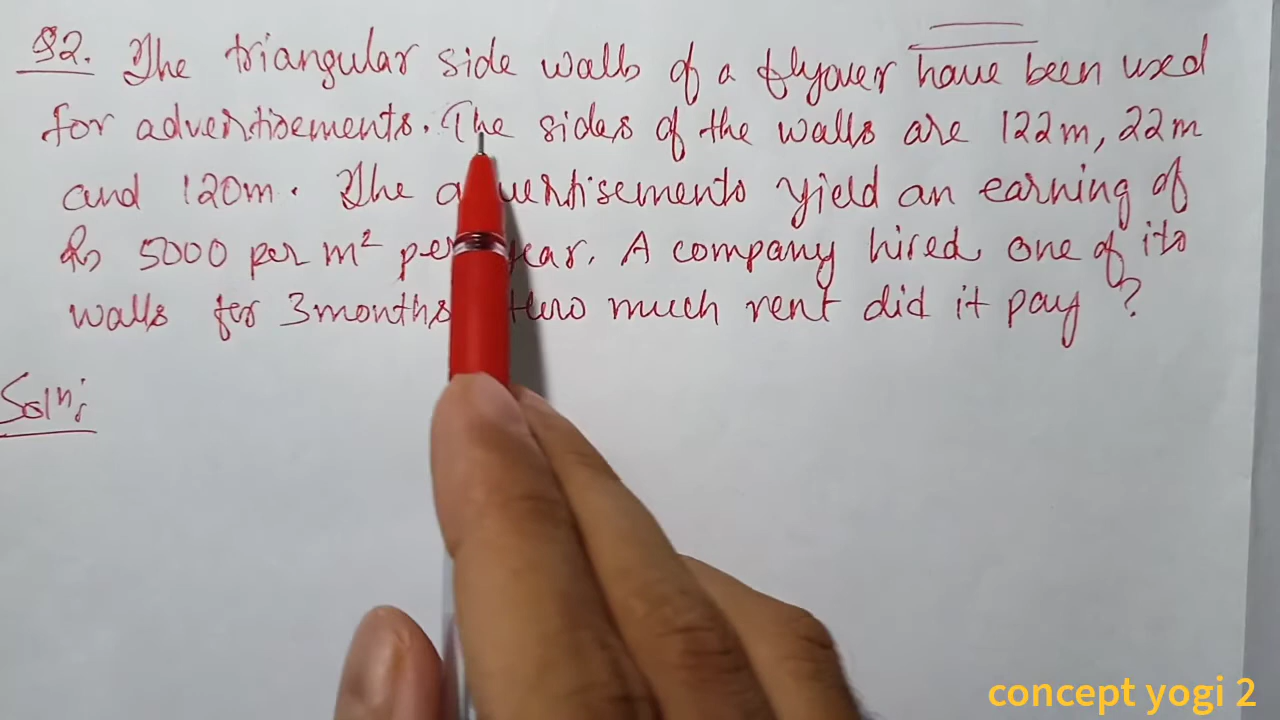 Q2. The triangular side walls of a flyover have been used
for advertisements. The sides of the walls are 122m, 22m
and 120m. The advertisements yield an earning of
Rs 5000 per m² per year. A company hired one of its
walls for 3 months How much rent did it pay ?
Soln:
concept yogi 2